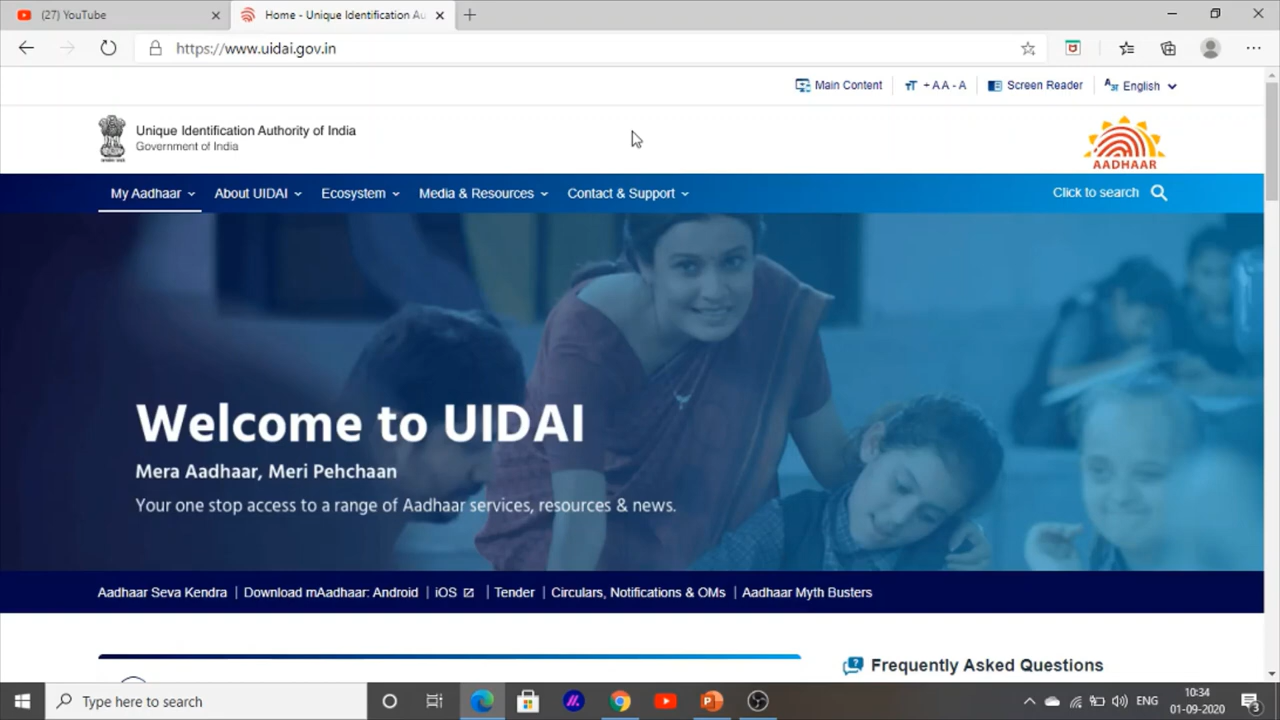 (27) YouTube
Home - Unique Identification Au
https://www.uidai.gov.in
Main Content
+ A A - A
Screen Reader
English
Unique Identification Authority of India
Government of India
AADHAAR
My Aadhaar
About UIDAI
Ecosystem
Media & Resources
Contact & Support
Click to search
Welcome to UIDAI
Mera Aadhaar, Meri Pehchaan
Your one stop access to a range of Aadhaar services, resources & news.
Aadhaar Seva Kendra | Download mAadhaar: Android | iOS | Tender | Circulars, Notifications & OMs | Aadhaar Myth Busters
Frequently Asked Questions
Type here to search
ENG
10:34
01-09-2020
3